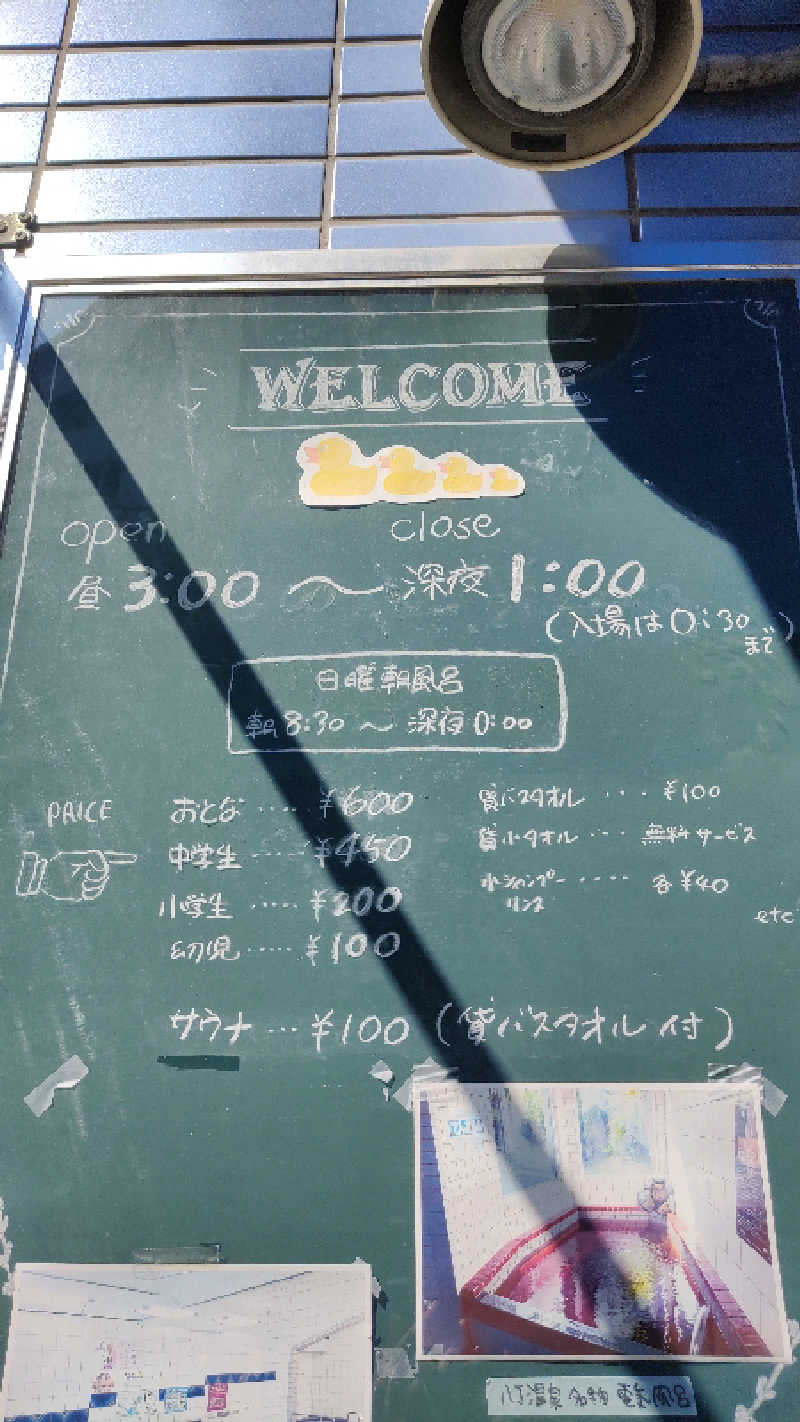 WELCOME
open close
昼 3:00 〜 深夜 1:00
(入場は0:30まで)
日曜朝風呂
朝 8:30 〜 深夜 0:00
PRICE
おとな ····· ¥600
中学生 ····· ¥450
小学生 ····· ¥200
幼児 ····· ¥100
貸バスタオル ··· ¥100
貸小タオル ··· 無料サービス
ミニシャンプー ····· 各¥40
リンス
etc
サウナ ··· ¥100 (貸バスタオル付)